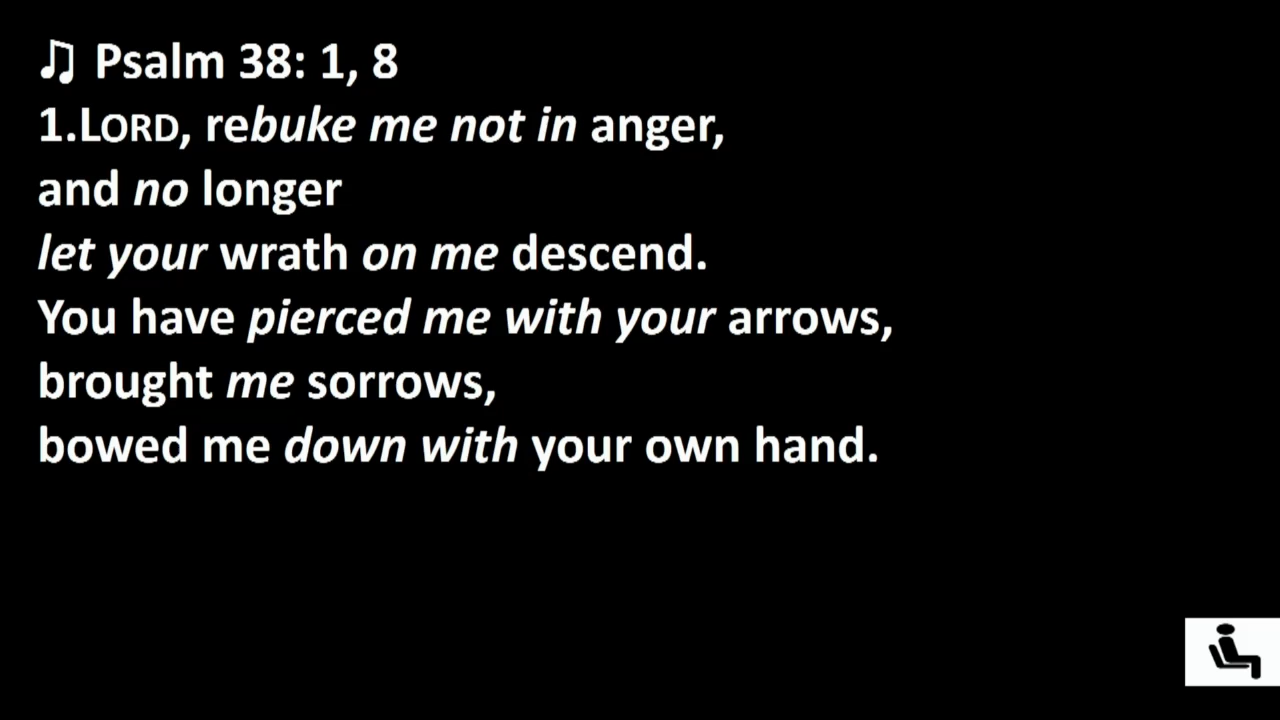 ♫ Psalm 38: 1, 8
1.LORD, rebuke me not in anger,
and no longer
let your wrath on me descend.
You have pierced me with your arrows,
brought me sorrows,
bowed me down with your own hand.